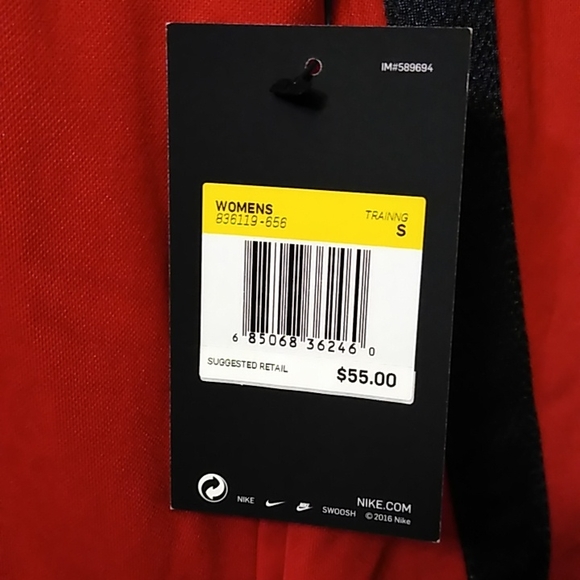 IM#589694
WOMENS
836119-656
TRAINNG
S
6 85068 36246 0
SUGGESTED RETAIL
$55.00
NIKE
SWOOSH
NIKE.COM
© 2016 Nike